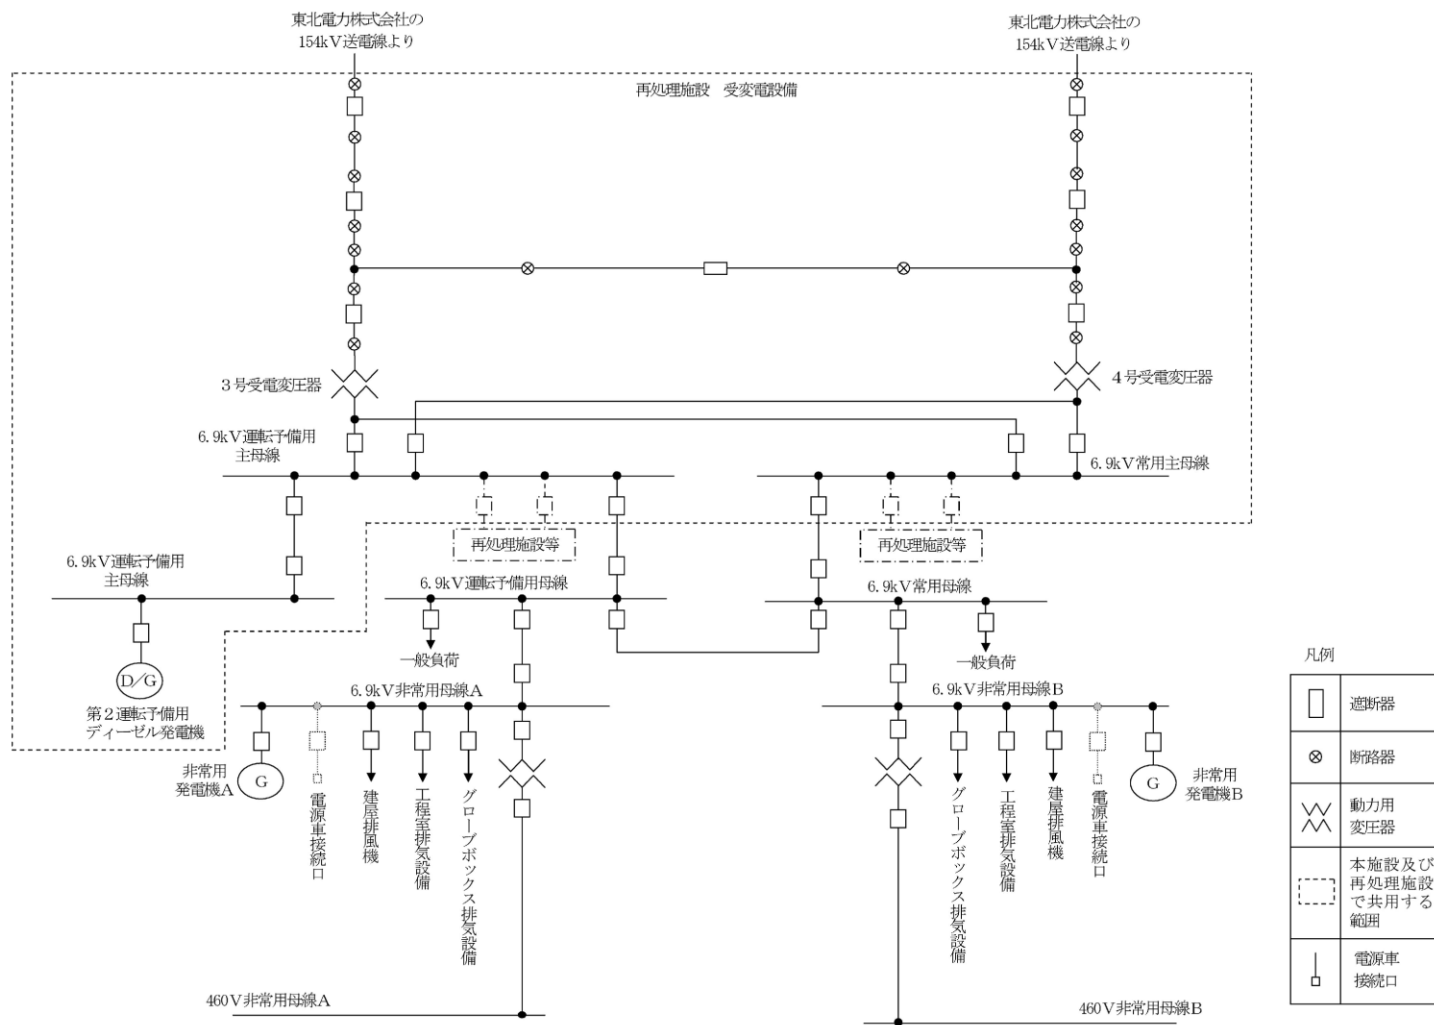 東北電力株式会社の
154kV送電線より
東北電力株式会社の
154kV送電線より
再処理施設　受変電設備
3号受電変圧器
4号受電変圧器
6.9kV運転予備用
主母線
6.9kV常用主母線
再処理施設等
再処理施設等
6.9kV運転予備用
主母線
6.9kV運転予備用母線
6.9kV常用母線
一般負荷
一般負荷
D/G
第2運転予備用
ディーゼル発電機
6.9kV非常用母線A
6.9kV非常用母線B
非常用
発電機A
G
電源車接続口
建屋排風機
工程室排気設備
グローブボックス排気設備
グローブボックス排気設備
工程室排気設備
建屋排風機
電源車接続口
G
非常用
発電機B
460V非常用母線A
460V非常用母線B
凡例
遮断器
断路器
動力用
変圧器
本施設及び
再処理施設
で共用する
範囲
電源車
接続口